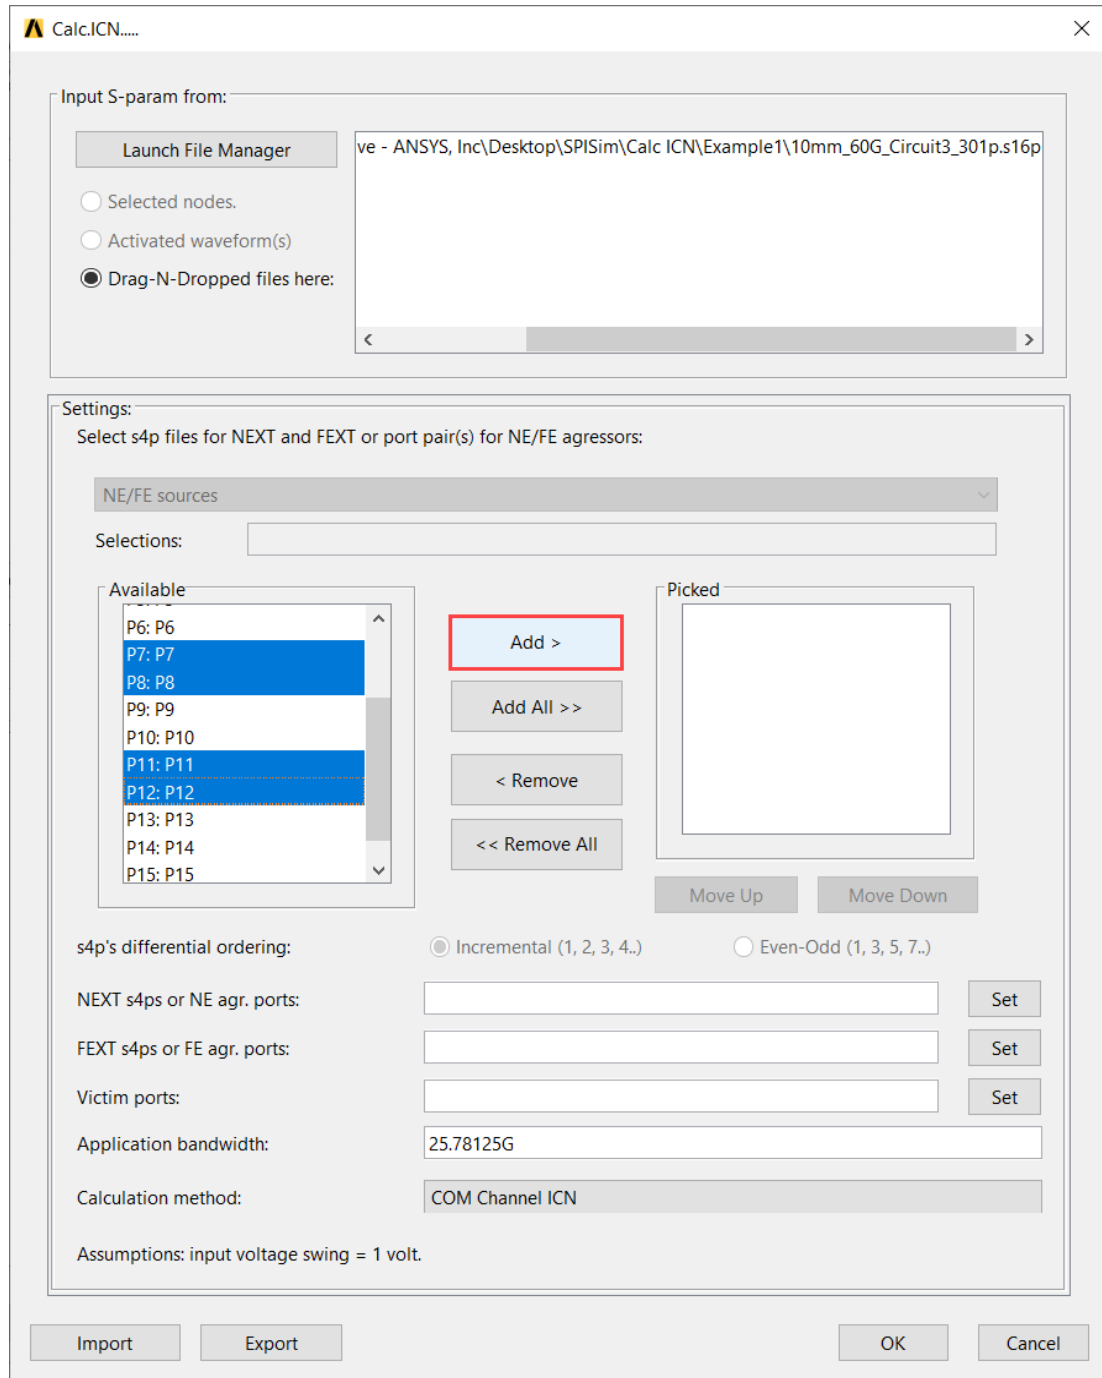 Calc.ICN.....
Input S-param from:
Launch File Manager
ve - ANSYS, Inc\Desktop\SPISim\Calc ICN\Example1\10mm_60G_Circuit3_301p.s16p
Selected nodes.
Activated waveform(s)
Drag-N-Dropped files here:
Settings:
Select s4p files for NEXT and FEXT or port pair(s) for NE/FE agressors:
NE/FE sources
Selections:
Available
P6: P6
P7: P7
P8: P8
P9: P9
P10: P10
P11: P11
P12: P12
P13: P13
P14: P14
P15: P15
Add >
Add All >>
< Remove
<< Remove All
Picked
Move Up
Move Down
s4p's differential ordering:
Incremental (1, 2, 3, 4..)
Even-Odd (1, 3, 5, 7..)
NEXT s4ps or NE agr. ports:
Set
FEXT s4ps or FE agr. ports:
Set
Victim ports:
Set
Application bandwidth:
25.78125G
Calculation method:
COM Channel ICN
Assumptions: input voltage swing = 1 volt.
Import
Export
OK
Cancel